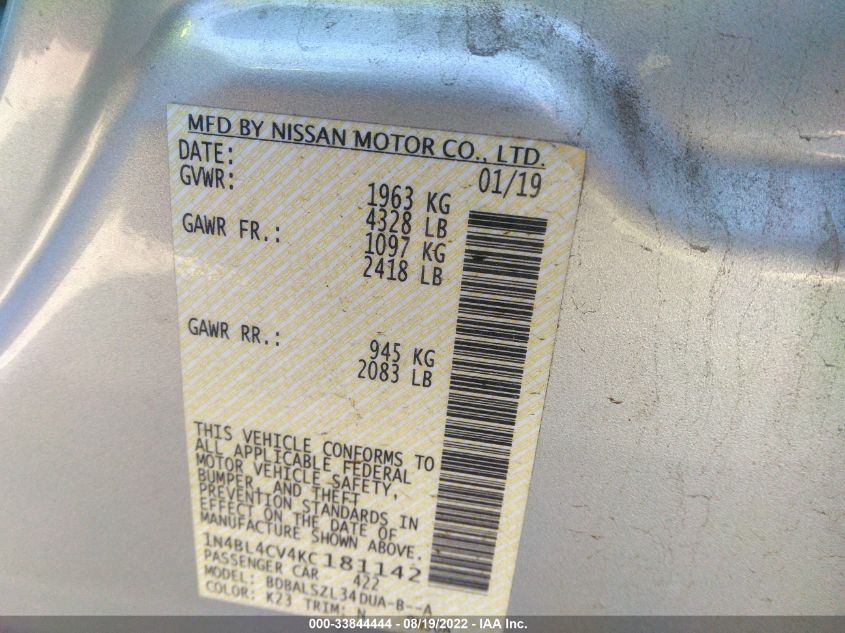 MFD BY NISSAN MOTOR CO., LTD.
DATE: 01/19
GVWR: 1963 KG
4328 LB
GAWR FR.: 1097 KG
2418 LB
GAWR RR.: 945 KG
2083 LB
THIS VEHICLE CONFORMS TO
ALL APPLICABLE FEDERAL
MOTOR VEHICLE SAFETY,
BUMPER, AND THEFT
PREVENTION STANDARDS IN
EFFECT ON THE DATE OF
MANUFACTURE SHOWN ABOVE.
1N4BL4CV4KC181142
PASSENGER CAR 422
MODEL: BDBALSZL34DUA-B--A
COLOR: K23 TRIM: N
000-33844444 - 08/19/2022 - IAA Inc.